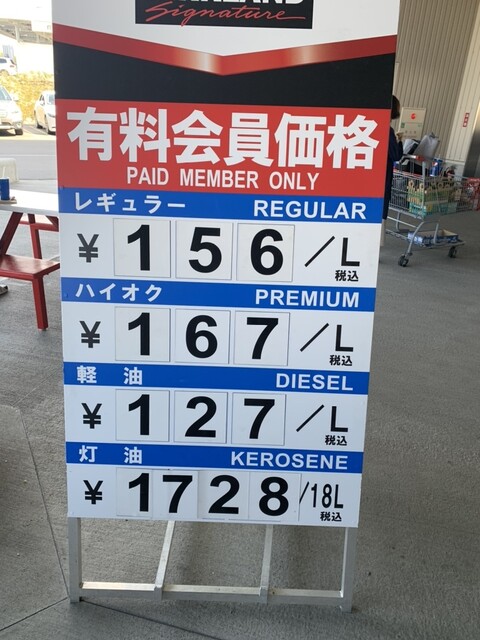 Signature
有料会員価格
PAID MEMBER ONLY
レギュラー REGULAR
¥ 156 /L
税込
ハイオク PREMIUM
¥ 167 /L
税込
軽 油 DIESEL
¥ 127 /L
税込
灯 油 KEROSENE
¥ 1728 /18L
税込